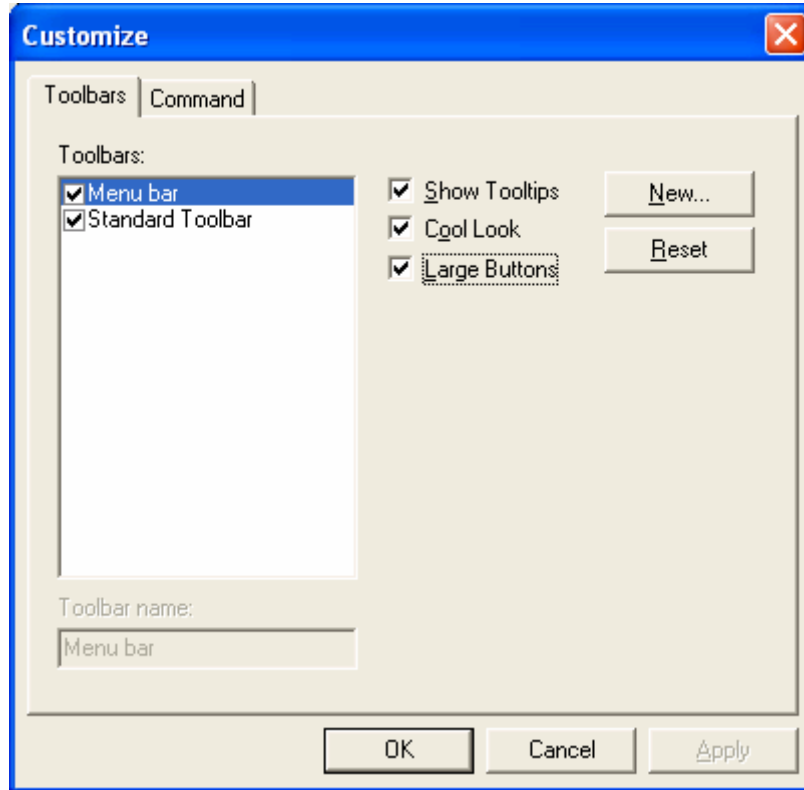 Customize
Toolbars Command
Toolbars:
Menu bar
Standard Toolbar
Show Tooltips
Cool Look
Large Buttons
New...
Reset
Toolbar name:
Menu bar
OK Cancel Apply